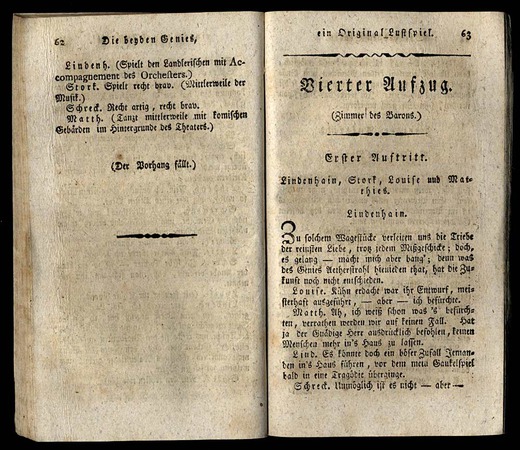 62 Die beyden Genies,
Lindenh. (Spielt den Landlerischen mit Ac-
compagnement des Orchesters.)
Stork. Spielt recht brav. (Mittlerweile der
Musik.)
Schreck. Recht artig, recht brav.
Matth. (Tanzt mittlerweile mit komischen
Gebärden im Hintergrunde des Theaters.)
(Der Vorhang fällt.)
ein Original Lustspiel. 63
Vierter Aufzug.
(Zimmer des Barons.)
Erster Auftritt.
Lindenhain, Stork, Louise und Mat-
thies.
Lindenhain.
Zu solchem Wagestücke verleiten uns die Triebe
der reinsten Liebe, trotz jedem Mißgeschicke; doch,
es gelang — macht mich aber bang'; denn was
des Genies Aetherstrahl hienieden that, hat die Zu-
kunft noch nicht entschieden.
Louise. Kühn erdacht war ihr Entwurf, mei-
sterhaft ausgeführt, — aber — ich befürchte.
Matth. Ah, ich weiß schon was 's befürch-
ten, verrathen werden wir auf keinen Fall. Hat
ja der Gnädige Herr ausdrücklich befohlen, keinen
Menschen mehr in's Haus zu lassen.
Lind. Es könnte doch ein böser Zufall Jeman-
den in's Haus führen, vor dem mein Gaukelspiel
bald in eine Tragödie überginge.
Schreck. Unmöglich ist es nicht — aber —